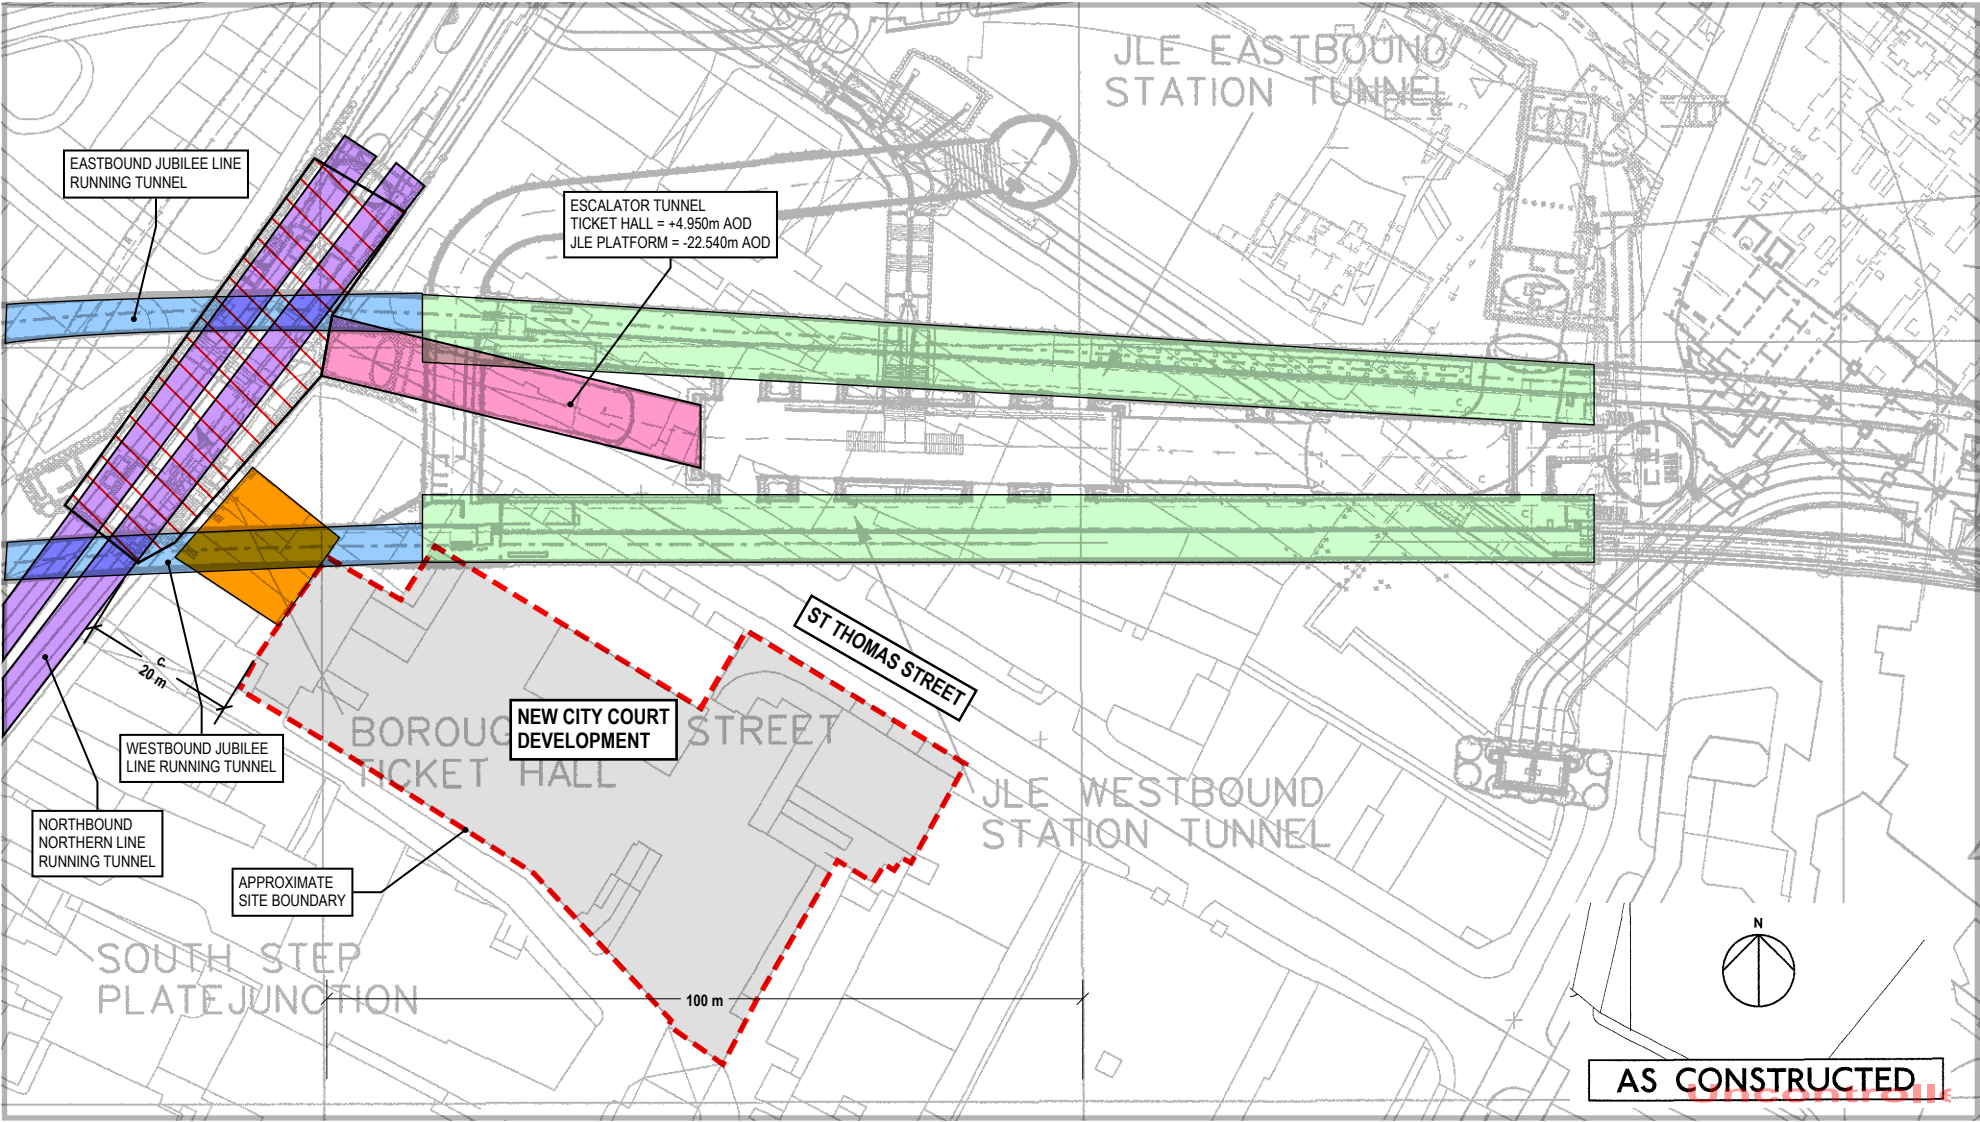 JLE EASTBOUND
STATION TUNNEL
EASTBOUND JUBILEE LINE
RUNNING TUNNEL
ESCALATOR TUNNEL
TICKET HALL = +4.950m AOD
JLE PLATFORM = -22.540m AOD
ST THOMAS STREET
c.
20 m
NEW CITY COURT
DEVELOPMENT
STREET
TICKET HALL
WESTBOUND JUBILEE
LINE RUNNING TUNNEL
JLE WESTBOUND
STATION TUNNEL
NORTHBOUND
NORTHERN LINE
RUNNING TUNNEL
APPROXIMATE
SITE BOUNDARY
SOUTH STEP
PLATEJUNCTION
100 m
N
AS CONSTRUCTED